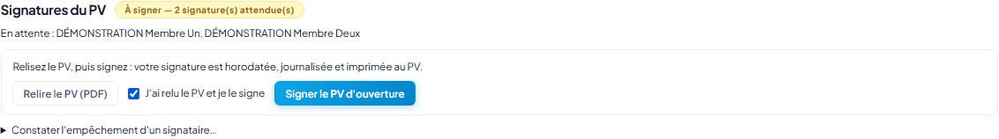 Signatures du PV À signer — 2 signature(s) attendue(s)
En attente : DÉMONSTRATION Membre Un, DÉMONSTRATION Membre Deux
Relisez le PV, puis signez : votre signature est horodatée, journalisée et imprimée au PV.
Relire le PV (PDF) J'ai relu le PV et je le signe Signer le PV d'ouverture
Constater l'empêchement d'un signataire…